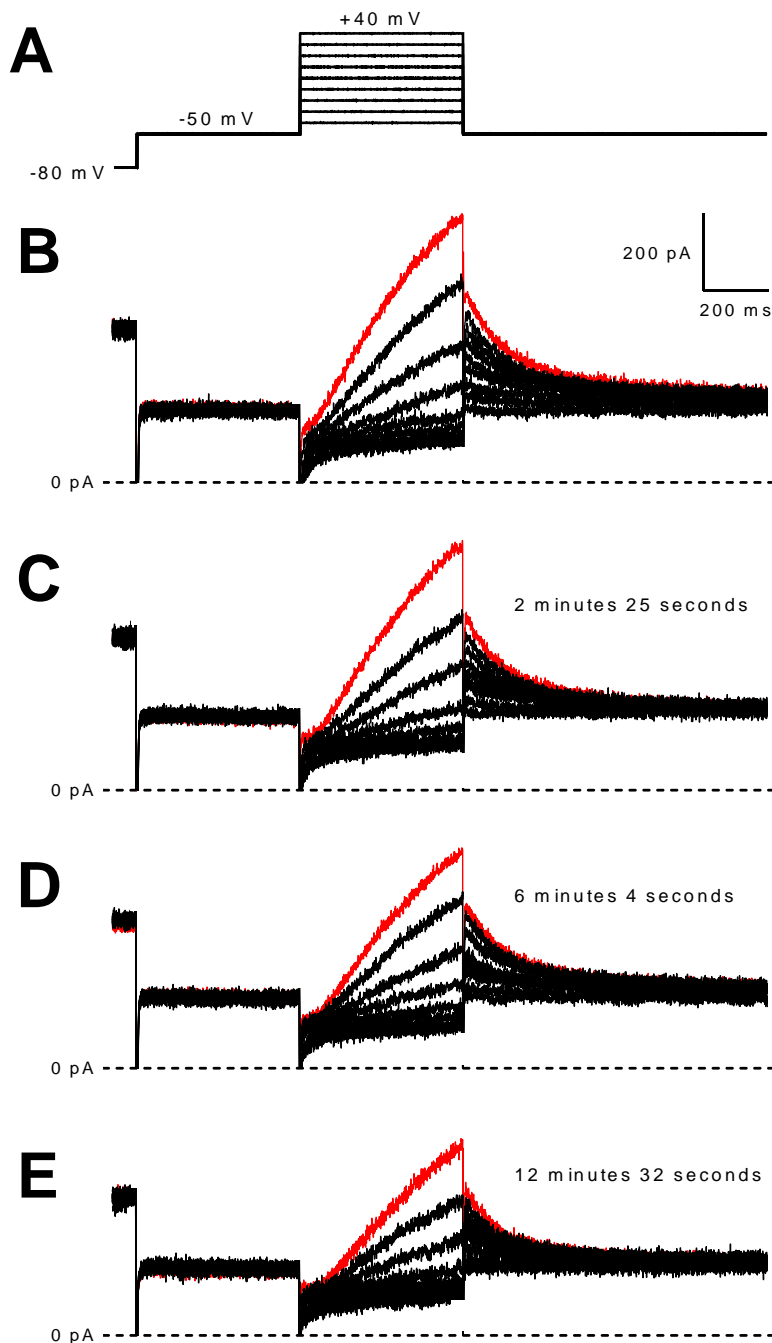 A
+40 mV
-50 mV
-80 mV
B
200 pA
200 ms
0 pA
C
2 minutes 25 seconds
0 pA
D
6 minutes 4 seconds
0 pA
E
12 minutes 32 seconds
0 pA